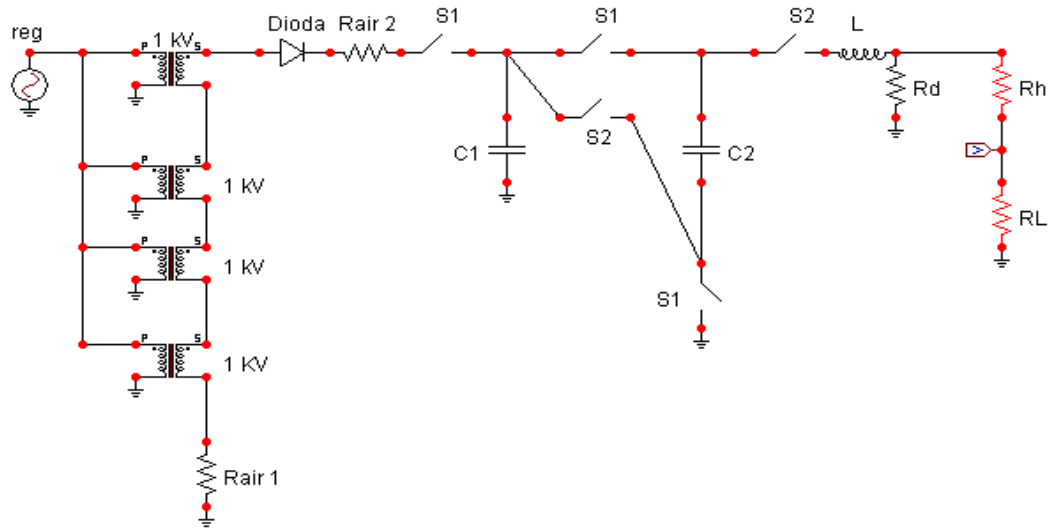 reg
P 1 kV S
Dioda
Rair 2
S1
S1
S2
L
Rd
Rh
C1
S2
C2
V
P S
1 kV
RL
P S
1 kV
S1
P S
1 KV
Rair 1